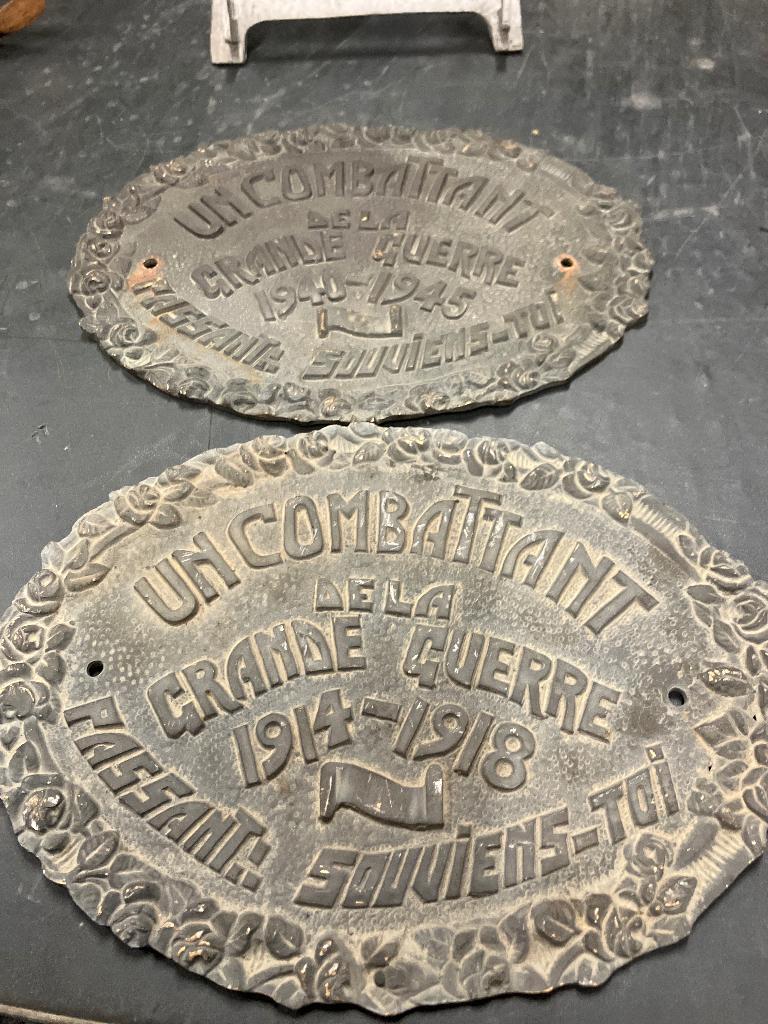 UN COMBATTANT
DE LA
GRANDE GUERRE
1940-1945
PASSANT: SOUViENS-TOi
UN COMBATTANT
DE LA
GRANDE GUERRE
1914-1918
PASSANT: SOUViENS-TOi